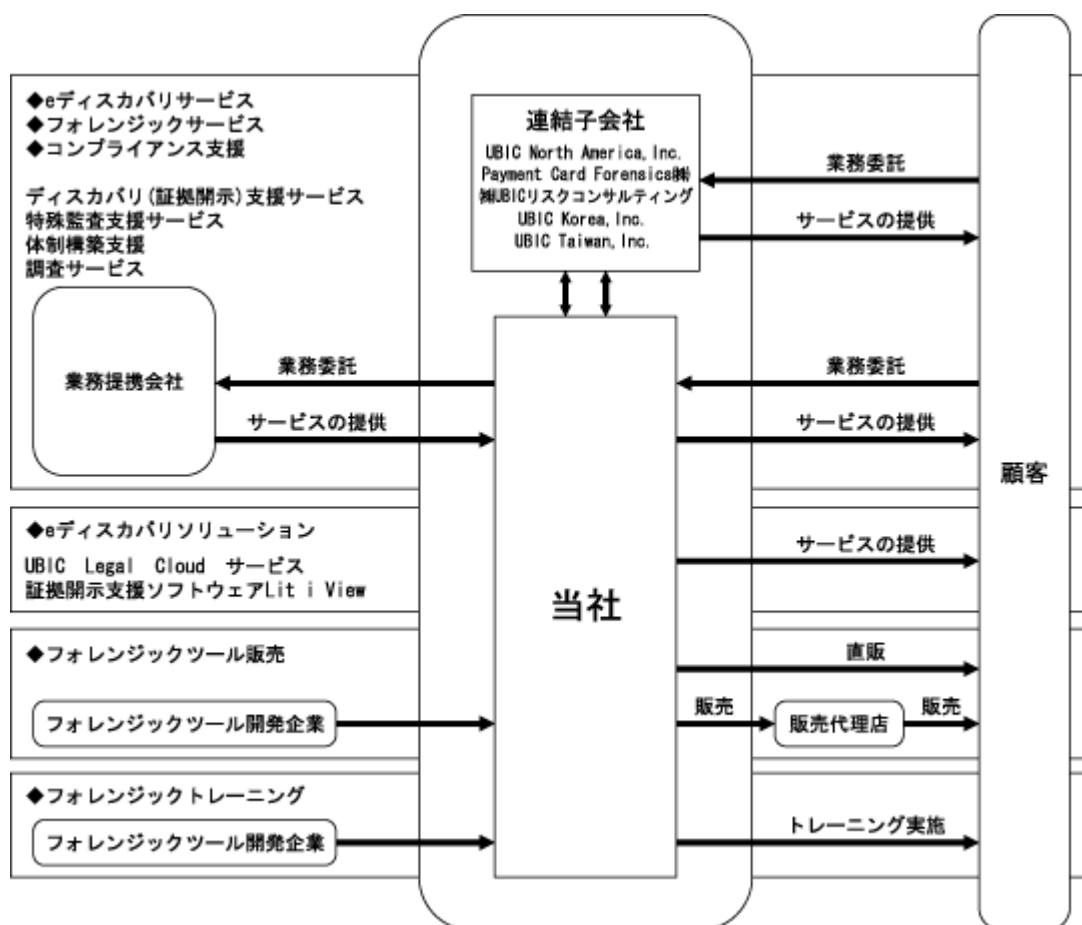 ◆eディスカバリサービス
◆フォレンジックサービス
◆コンプライアンス支援
ディスカバリ(証拠開示)支援サービス
特殊監査支援サービス
体制構築支援
調査サービス
連結子会社
UBIC North America, Inc.
Payment Card Forensics㈱
㈱UBICリスクコンサルティング
UBIC Korea, Inc.
UBIC Taiwan, Inc.
業務委託
サービスの提供
業務提携会社
業務委託
サービスの提供
業務委託
サービスの提供
顧客
◆eディスカバリソリューション
UBIC Legal Cloud サービス
証拠開示支援ソフトウェアLit i View
サービスの提供
当社
◆フォレンジックツール販売
フォレンジックツール開発企業
直販
販売
販売代理店
販売
◆フォレンジックトレーニング
フォレンジックツール開発企業
トレーニング実施